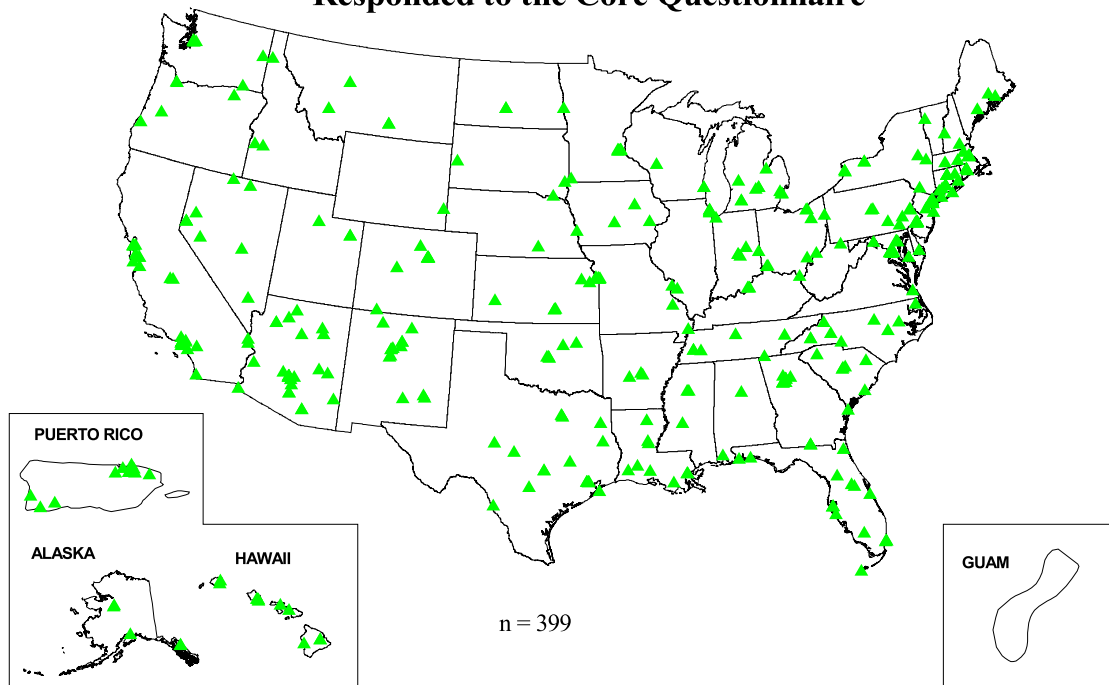 Responded to the Core Questionnaire
PUERTO RICO
ALASKA
HAWAII
GUAM
n = 399